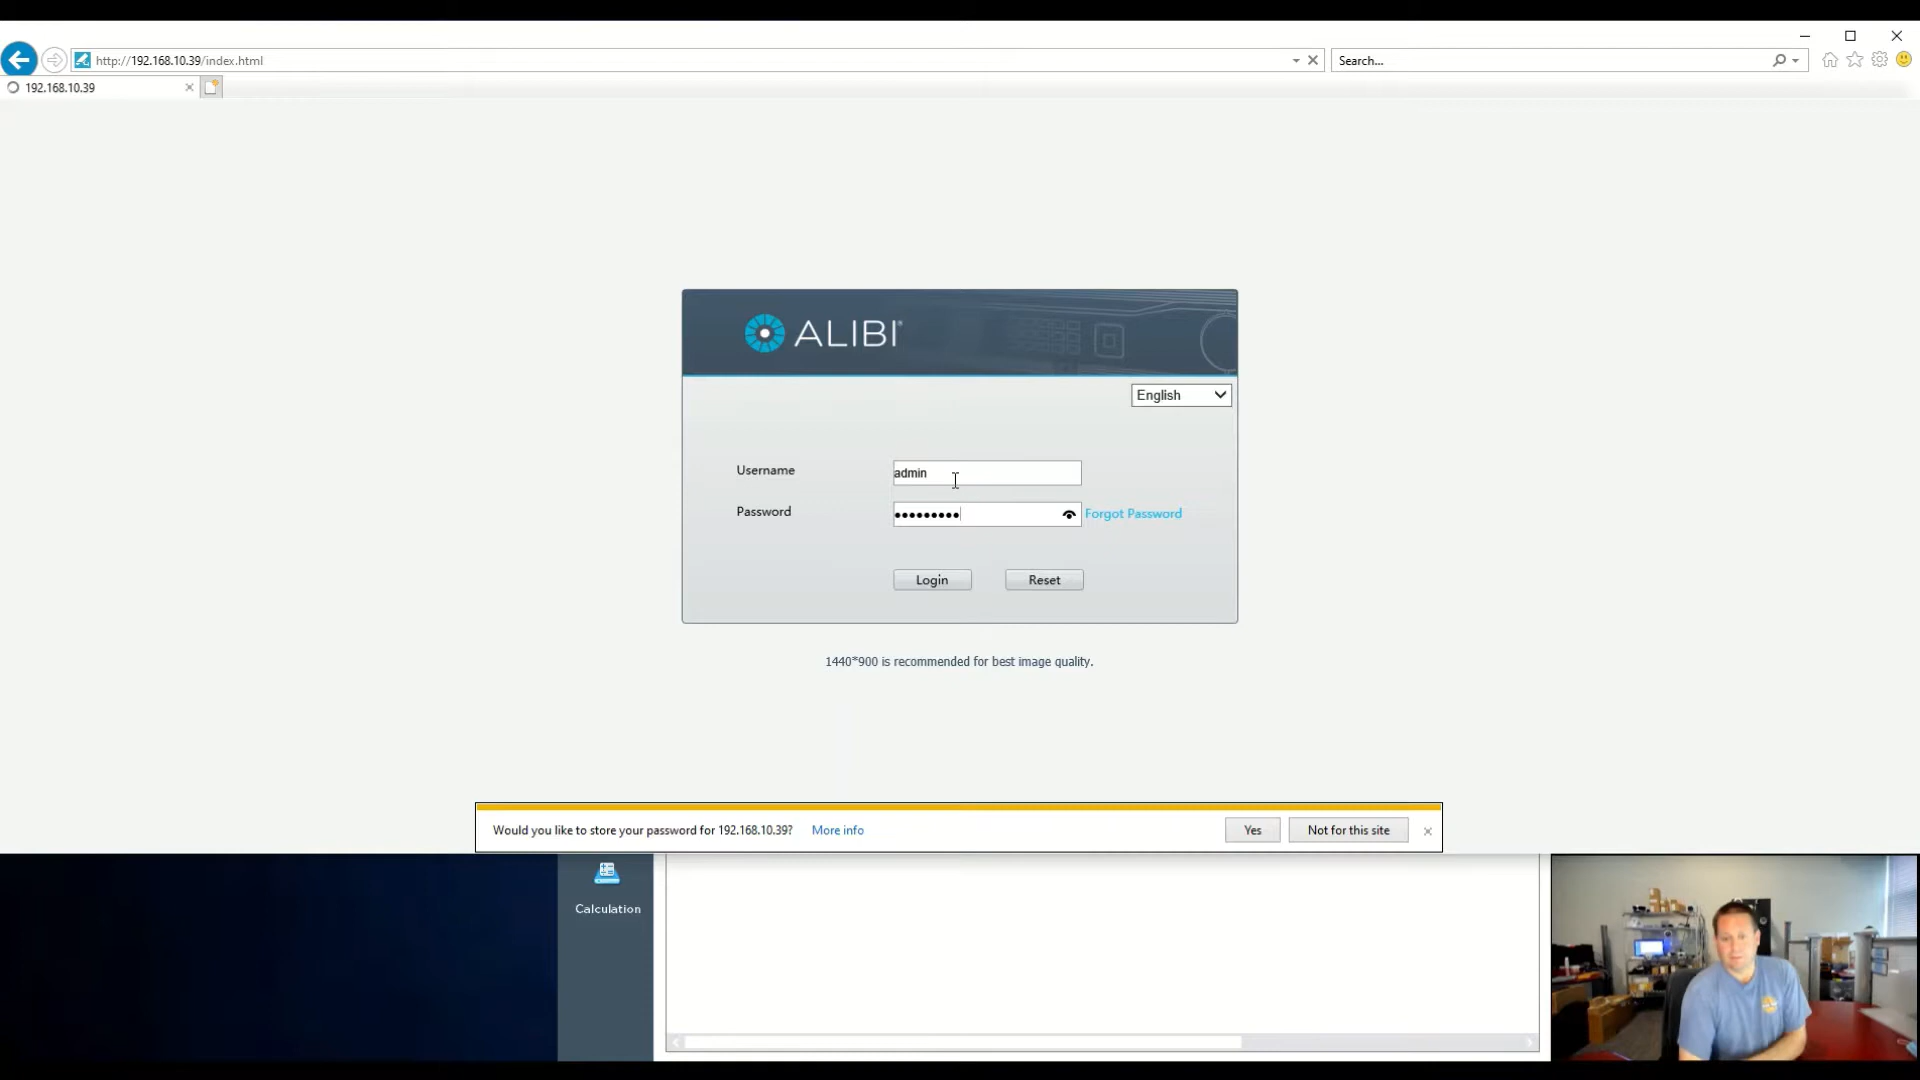 http://192.168.10.39/index.html
Search...
192.168.10.39
ALIBI®
English
Username
admin
Password
Forgot Password
Login
Reset
1440*900 is recommended for best image quality.
Would you like to store your password for 192.168.10.39?
More info
Yes
Not for this site
Calculation